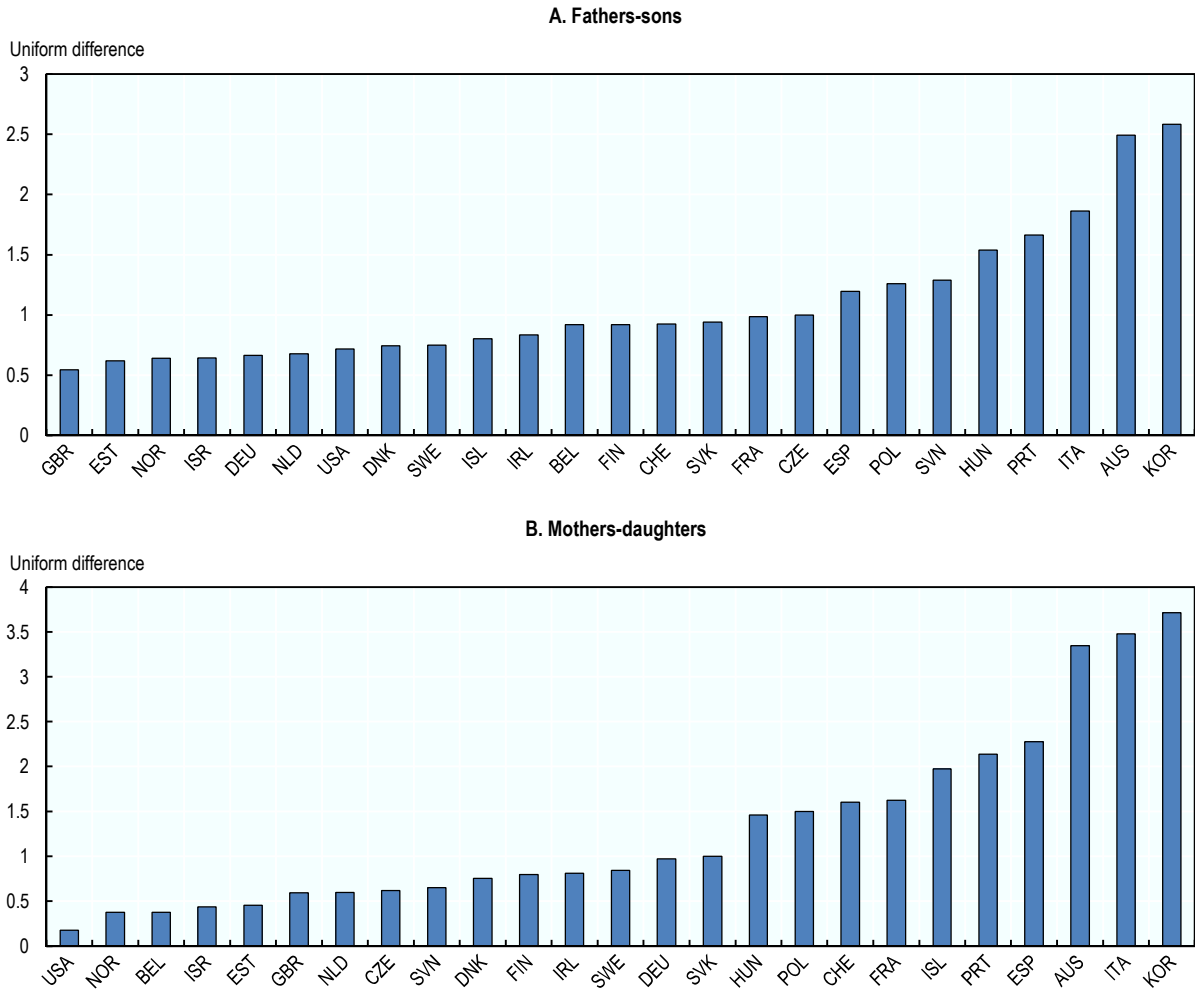 A. Fathers-sons
Uniform difference
3
2.5
2
1.5
1
0.5
0
GBR EST NOR ISR DEU NLD USA DNK SWE ISL IRL BEL FIN CHE SVK FRA CZE ESP POL SVN HUN PRT ITA AUS KOR
B. Mothers-daughters
Uniform difference
4
3.5
3
2.5
2
1.5
1
0.5
0
USA NOR BEL ISR EST GBR NLD CZE SVN DNK FIN IRL SWE DEU SVK HUN POL CHE FRA ISL PRT ESP AUS ITA KOR